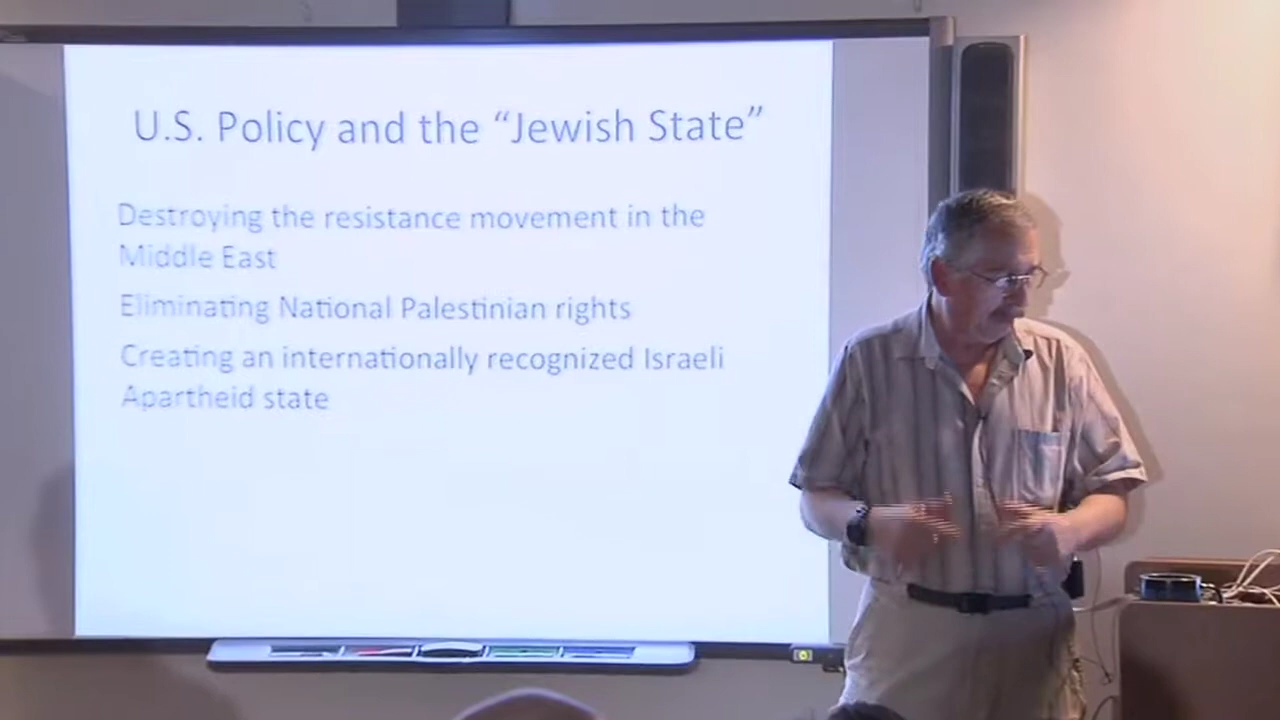 U.S. Policy and the “Jewish State”
Destroying the resistance movement in the
Middle East
Eliminating National Palestinian rights
Creating an internationally recognized Israeli
Apartheid state